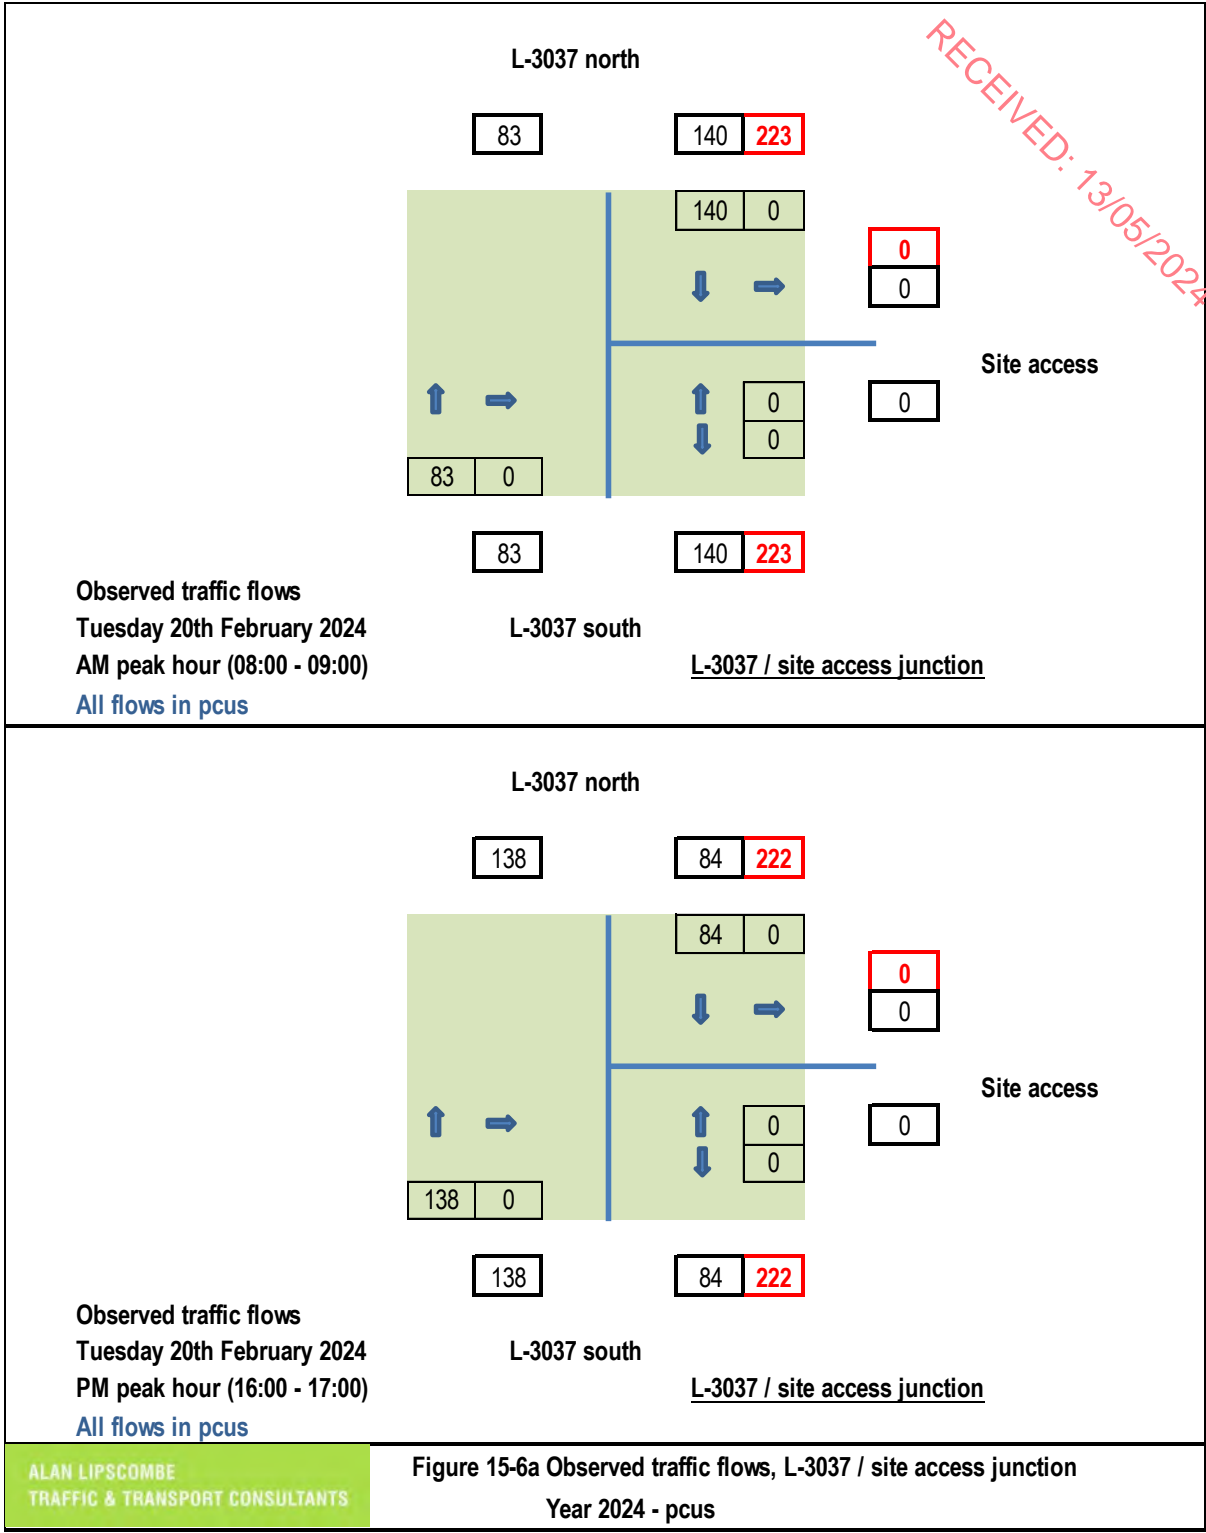 RECEIVED: 13/05/2024
L-3037 north
83 140 223
140 0
0
0
Site access
0
0
0
83 0
83 140 223
Observed traffic flows
Tuesday 20th February 2024
L-3037 south
AM peak hour (08:00 - 09:00)
L-3037 / site access junction
All flows in pcus
L-3037 north
138 84 222
84 0
0
0
Site access
0
0
0
138 0
138 84 222
Observed traffic flows
Tuesday 20th February 2024
L-3037 south
PM peak hour (16:00 - 17:00)
L-3037 / site access junction
All flows in pcus
ALAN LIPSCOMBE
TRAFFIC & TRANSPORT CONSULTANTS
Figure 15-6a Observed traffic flows, L-3037 / site access junction
Year 2024 - pcus